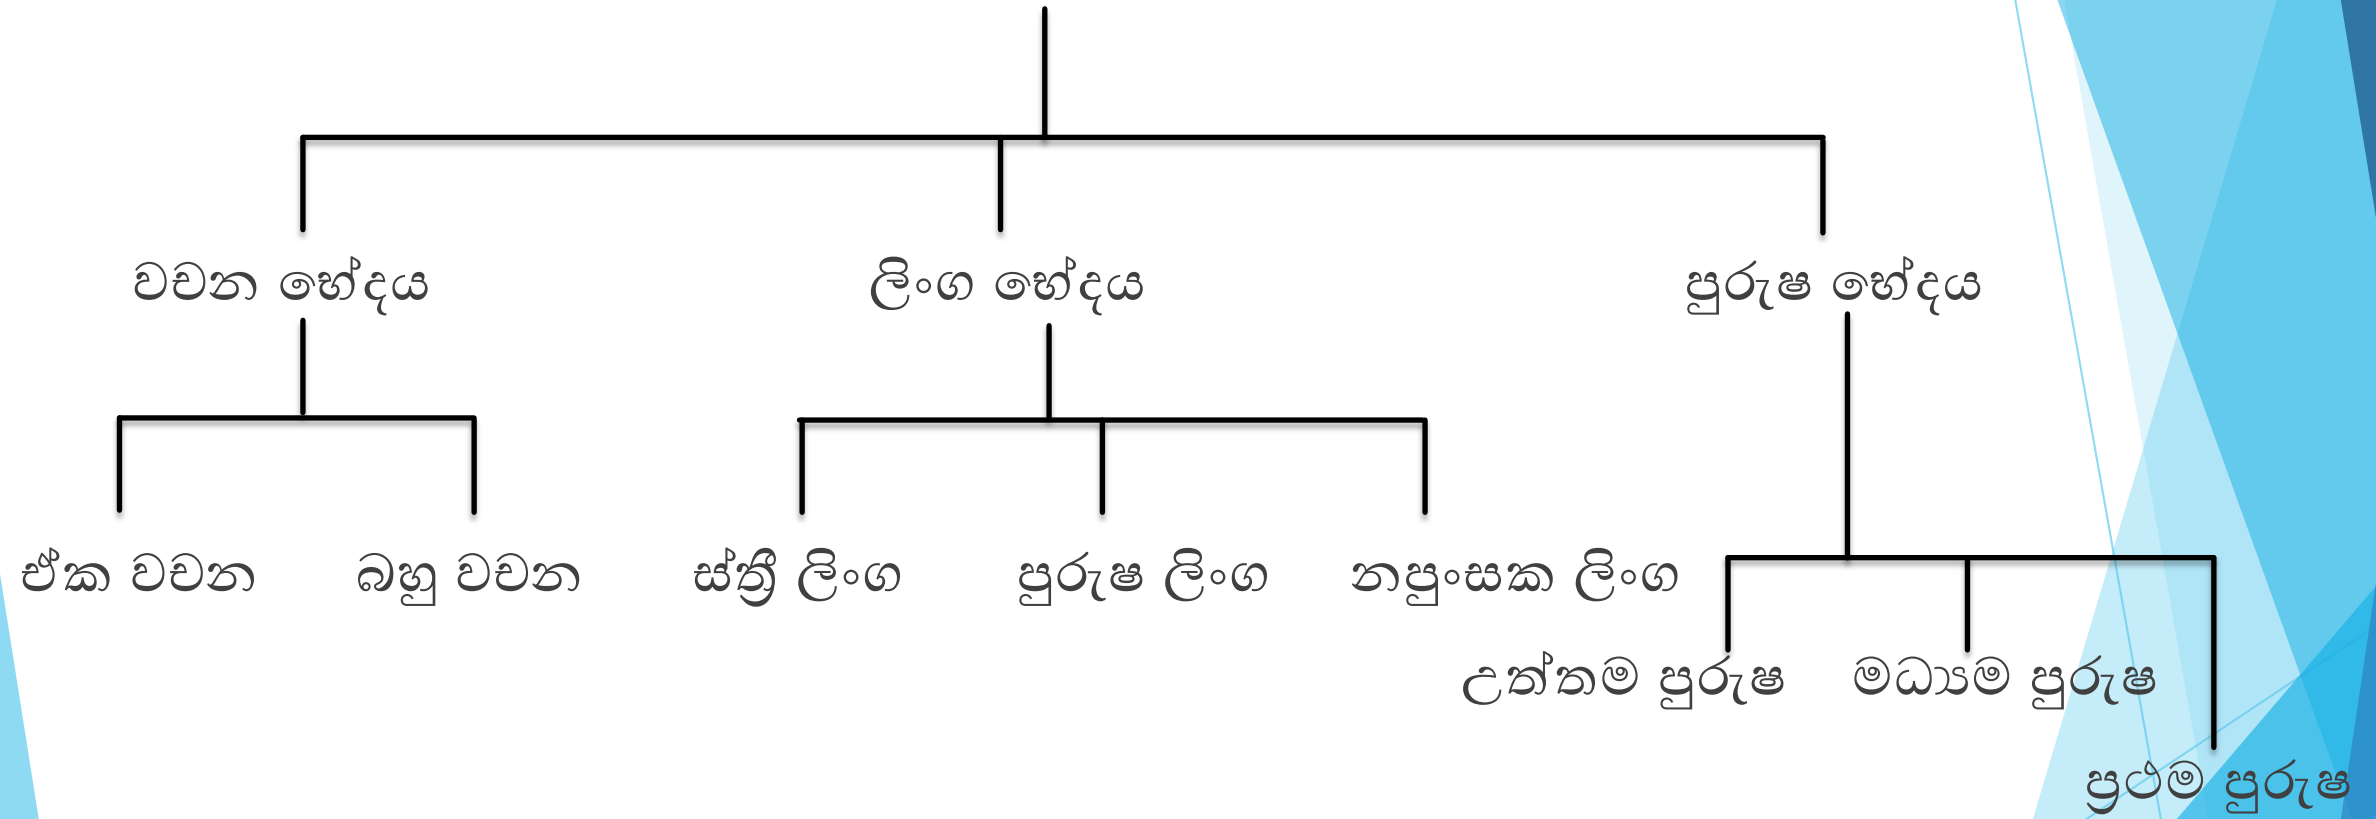 වචන භේදය ලිංග භේදය පුරුෂ භේදය
ඒක වචන බහු වචන ස්ත්‍රී ලිංග පුරුෂ ලිංග නපුංසක ලිංග
උත්තම පුරුෂ මධ්‍යම පුරුෂ
ප්‍රථම පුරුෂ